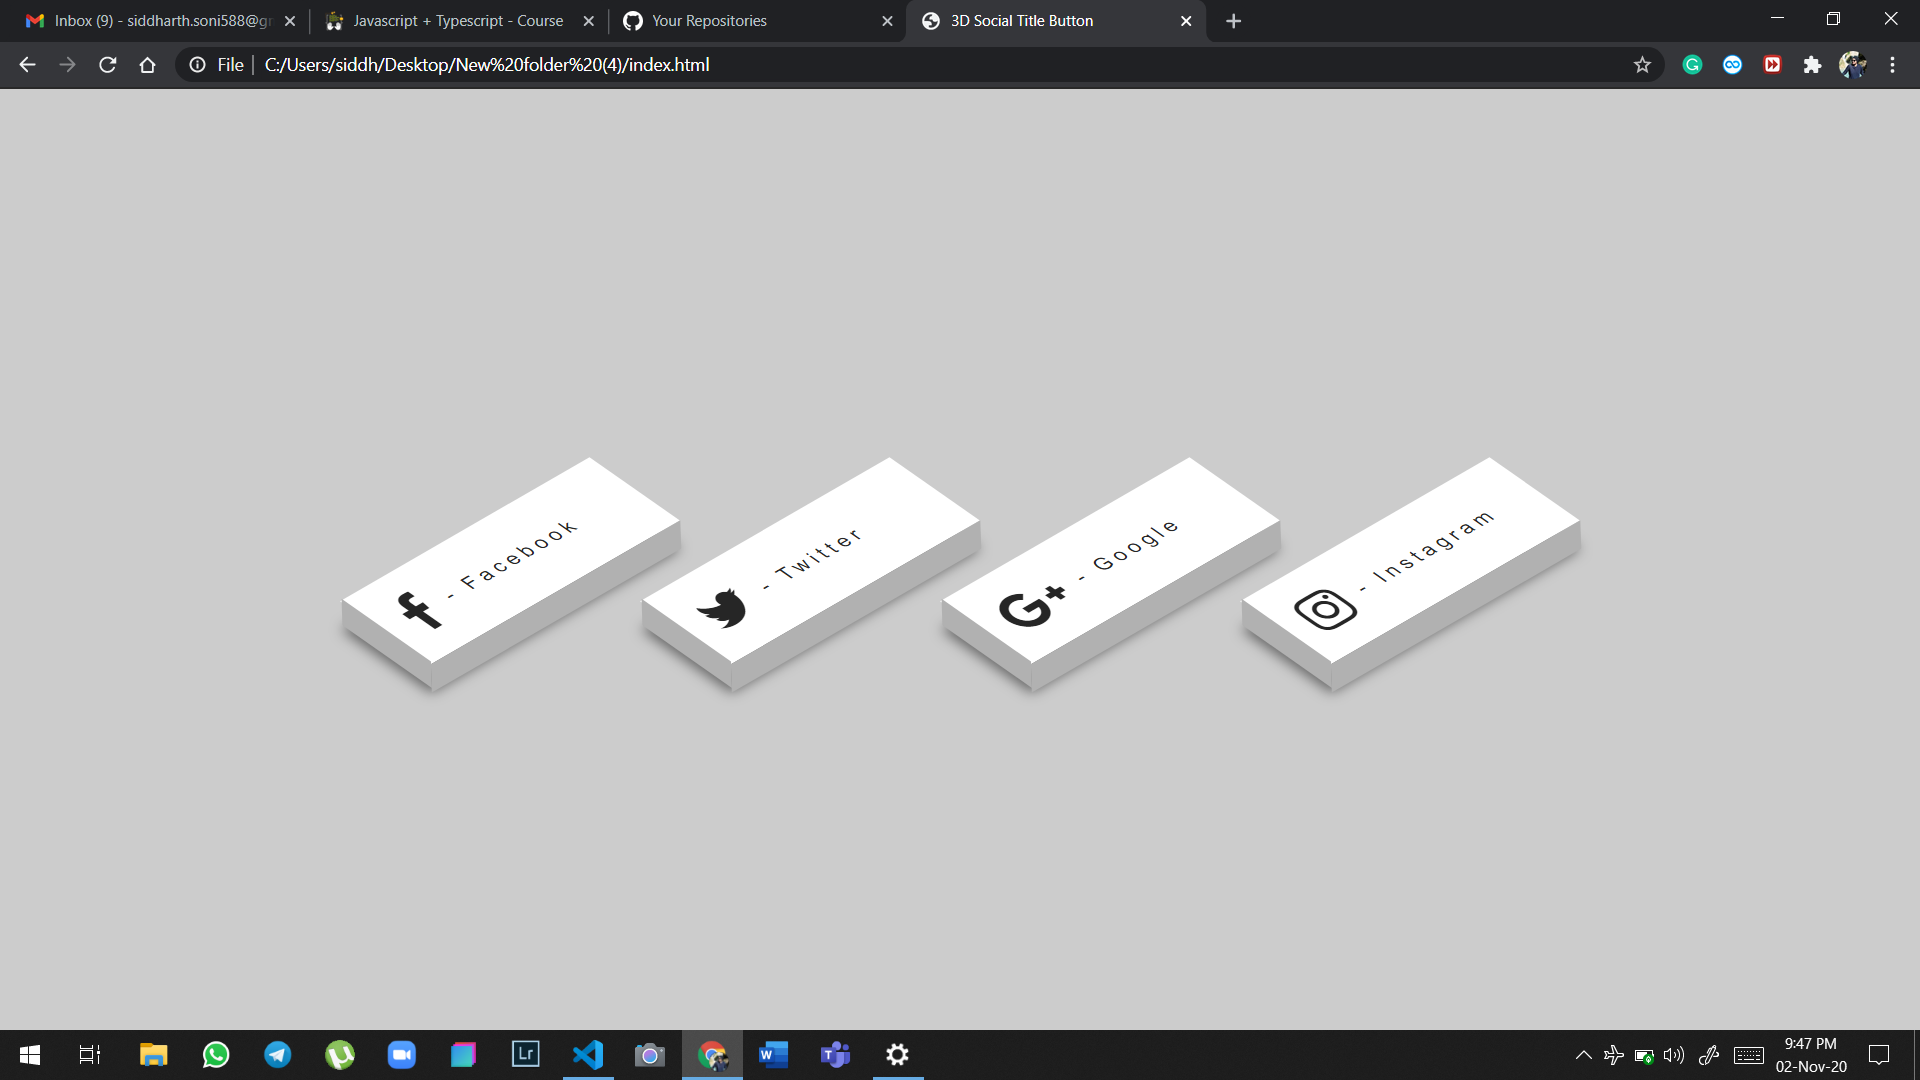 Inbox (9) - siddharth.soni588@gr
Javascript + Typescript - Course
Your Repositories
3D Social Title Button
File
C:/Users/siddh/Desktop/New%20folder%20(4)/index.html
- Facebook
- Twitter
G+ - Google
- Instagram
Lr
9:47 PM
02-Nov-20